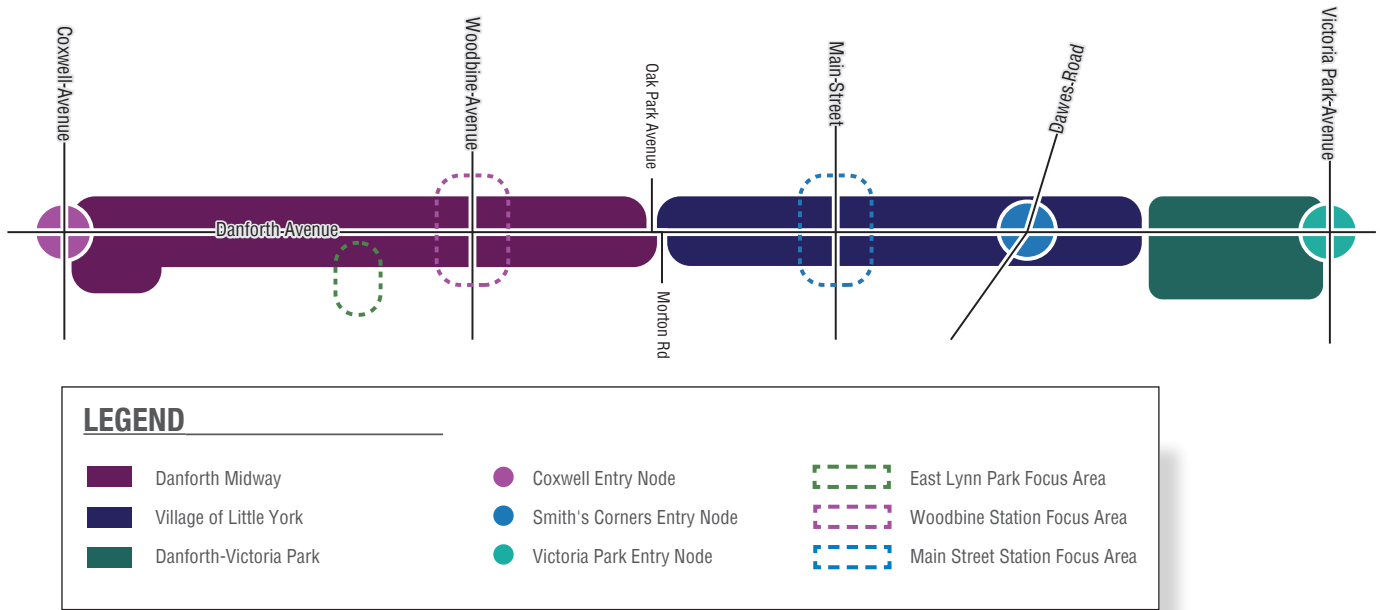 Coxwell-Avenue
Woodbine-Avenue
Oak Park Avenue
Main-Street
Dawes-Road
Victoria Park-Avenue
Danforth-Avenue
Morton Rd
LEGEND
Danforth Midway
Coxwell Entry Node
East Lynn Park Focus Area
Village of Little York
Smith's Corners Entry Node
Woodbine Station Focus Area
Danforth-Victoria Park
Victoria Park Entry Node
Main Street Station Focus Area